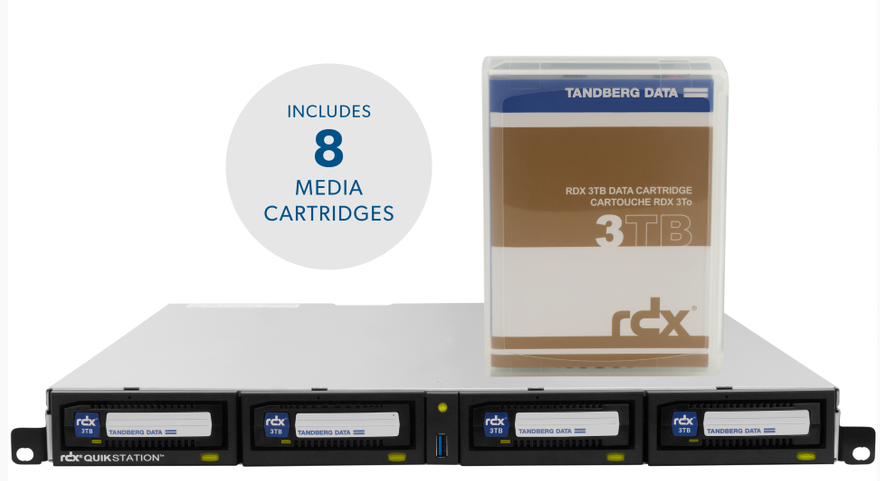 INCLUDES
8
MEDIA
CARTRIDGES
TANDBERG DATA
RDX 3TB DATA CARTRIDGE
CARTOUCHE RDX 3To
3TB
rdx®
rdx
3TB
TANDBERG DATA
rdx
3TB
TANDBERG DATA
rdx
3TB
TANDBERG DATA
rdx
3TB
TANDBERG DATA
rdx® QUIKSTATION™